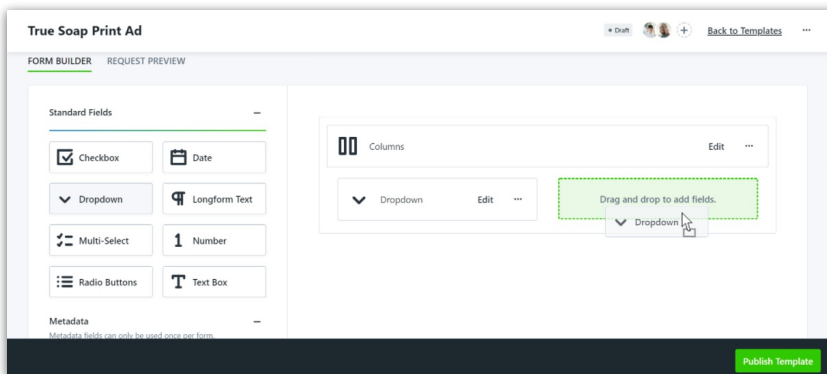 True Soap Print Ad
Draft
Back to Templates
FORM BUILDER REQUEST PREVIEW
Standard Fields
Checkbox
Date
Dropdown
Longform Text
Multi-Select
1 Number
Radio Buttons
Text Box
Metadata
Metadata fields can only be used once per form.
Columns
Edit
Dropdown
Edit
Drag and drop to add fields.
Dropdown
Publish Template